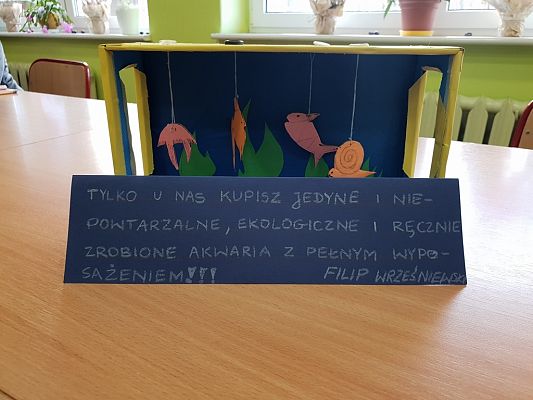 TYLKO U NAS KUPISZ JEDYNE I NIE-
POWTARZALNE, EKOLOGICZNE I RĘCZNIE
ZROBIONE AKWARIA Z PEŁNYM WYPO-
SAŻENIEM!!! FILIP WRZEŚNIEWSKI